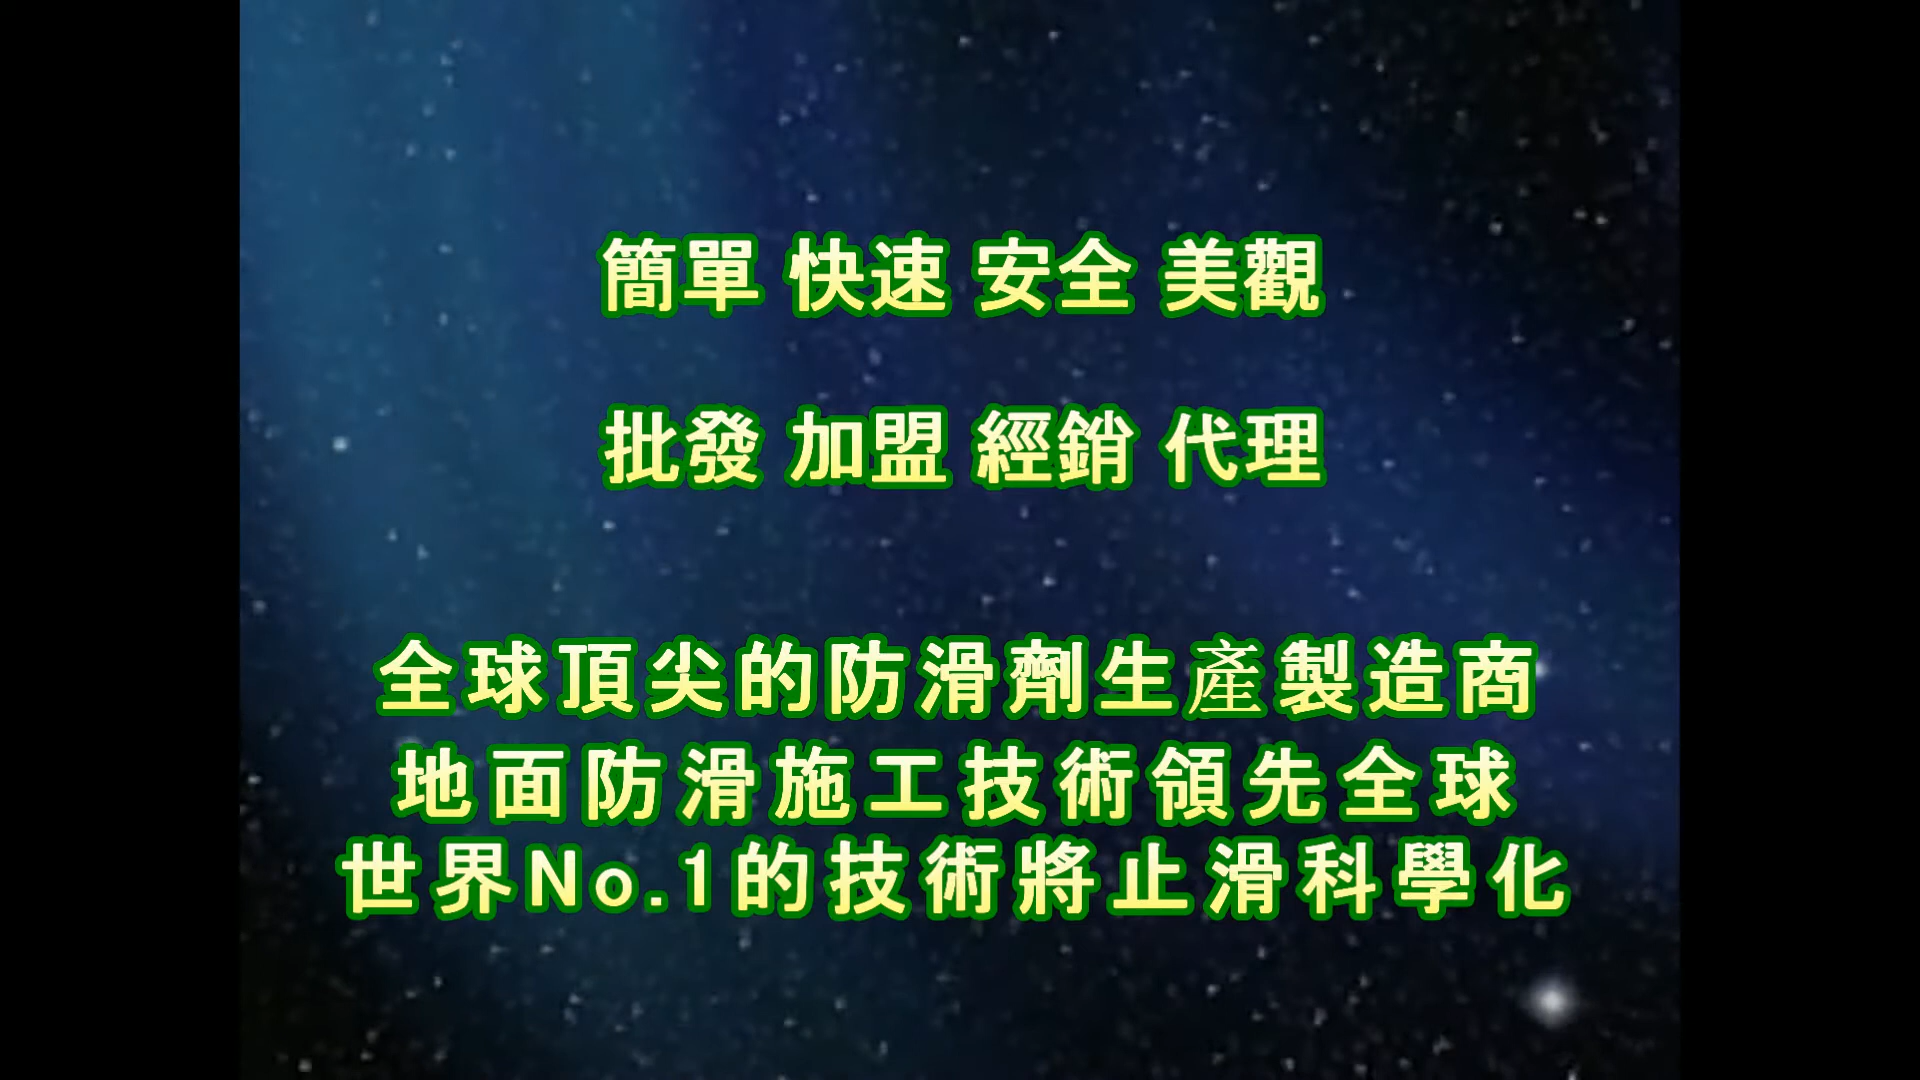 簡單 快速 安全 美觀
批發 加盟 經銷 代理
全球頂尖的防滑劑生產製造商
地面防滑施工技術領先全球
世界No.1的技術將止滑科學化